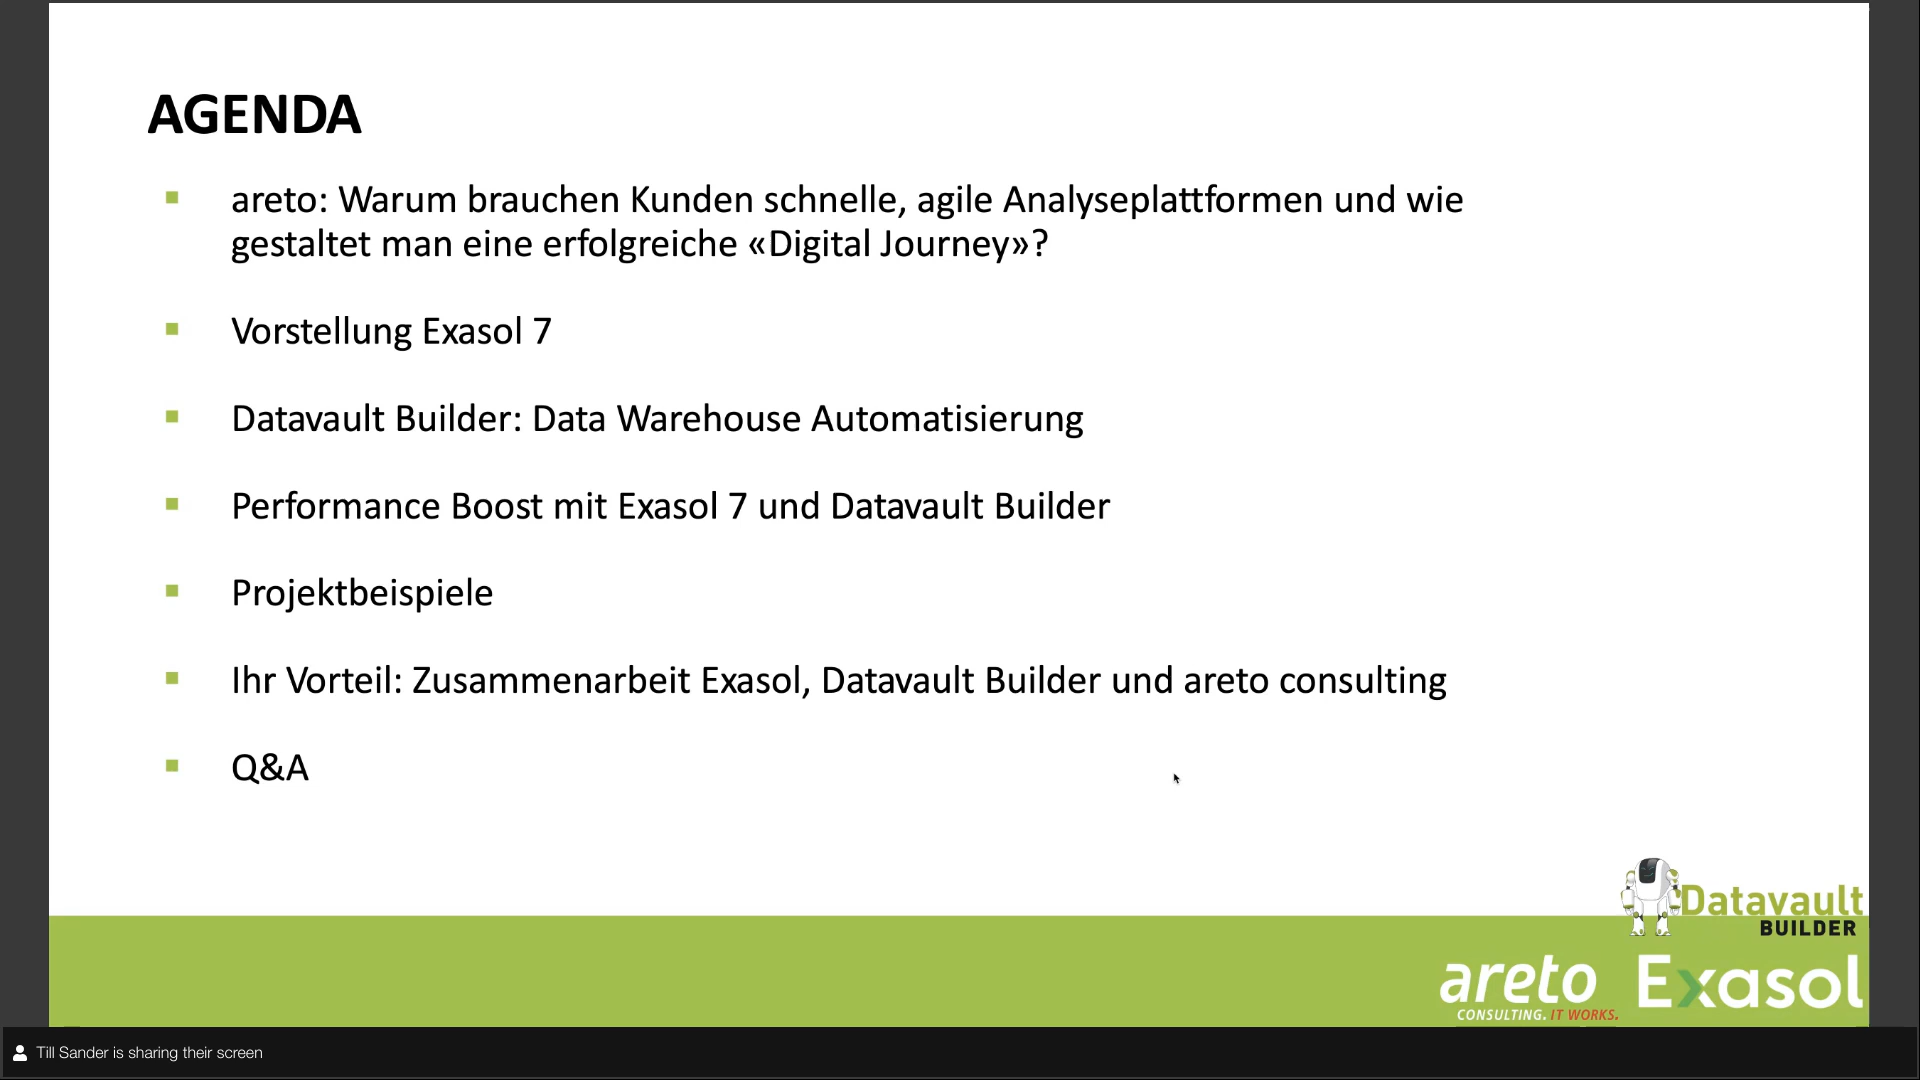 AGENDA
areto: Warum brauchen Kunden schnelle, agile Analyseplattformen und wie
gestaltet man eine erfolgreiche «Digital Journey»?
Vorstellung Exasol 7
Datavault Builder: Data Warehouse Automatisierung
Performance Boost mit Exasol 7 und Datavault Builder
Projektbeispiele
Ihr Vorteil: Zusammenarbeit Exasol, Datavault Builder und areto consulting
Q&A
Datavault
BUILDER
areto
CONSULTING. IT WORKS.
Exasol
Till Sander is sharing their screen